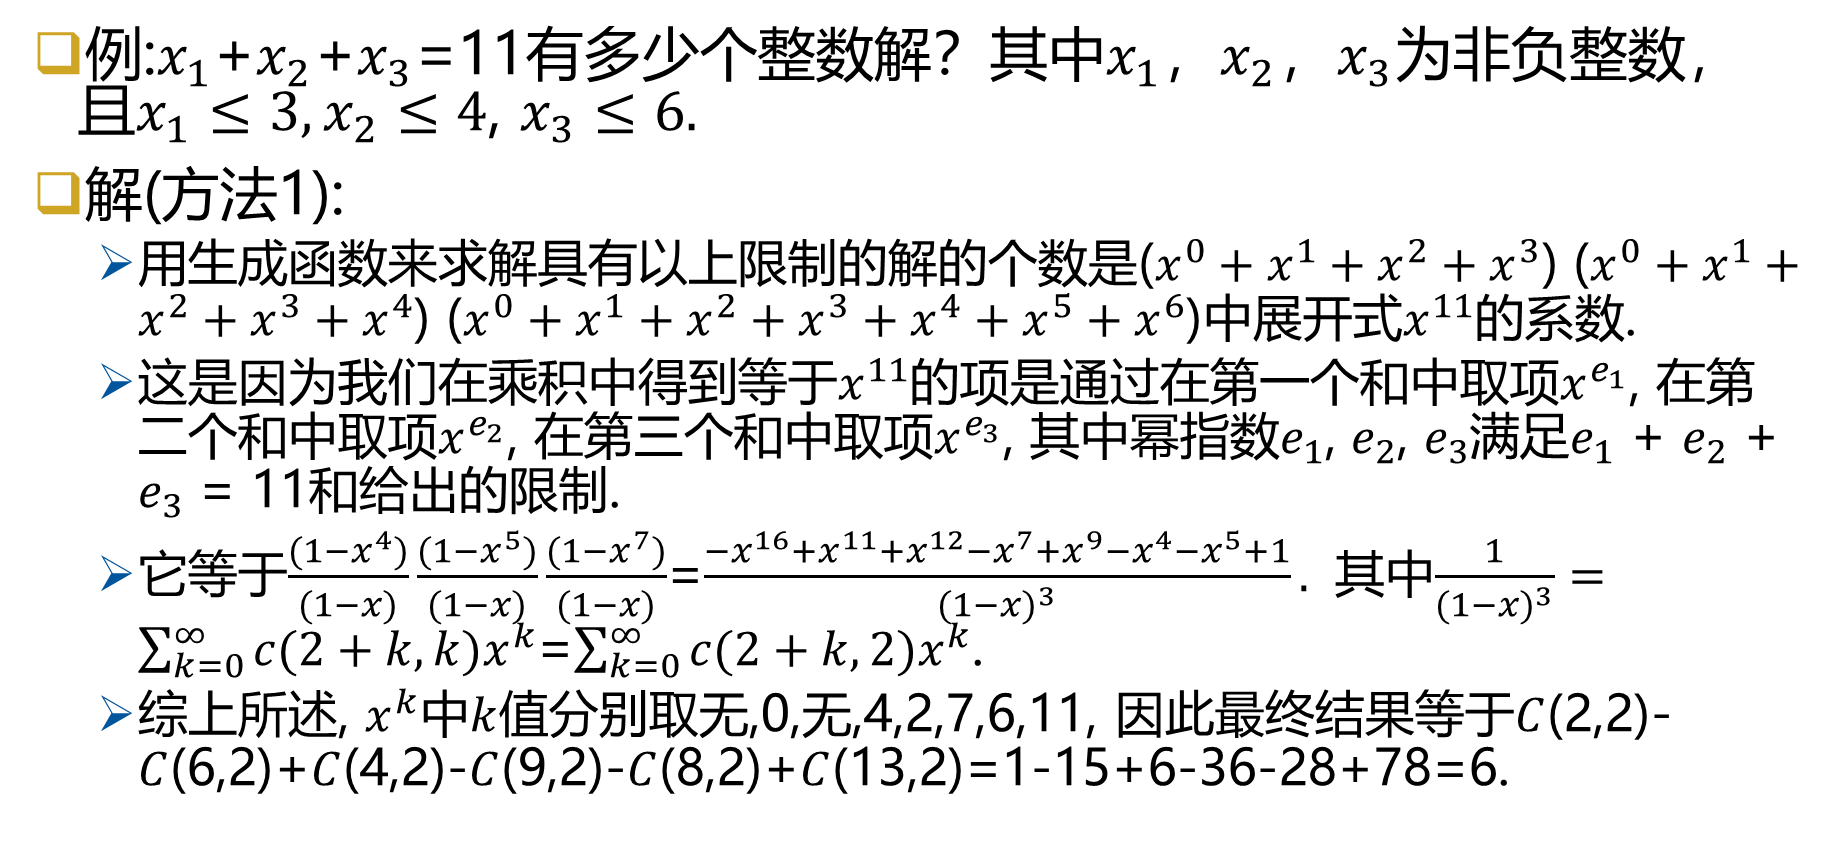 例:x₁+x₂+x₃=11有多少个整数解？其中x₁，x₂，x₃为非负整数，
且x₁ ≤ 3, x₂ ≤ 4, x₃ ≤ 6.
解(方法1):
用生成函数来求解具有以上限制的解的个数是(x⁰ + x¹ + x² + x³) (x⁰ + x¹ +
x² + x³ + x⁴) (x⁰ + x¹ + x² + x³ + x⁴ + x⁵ + x⁶)中展开式x¹¹的系数.
这是因为我们在乘积中得到等于x¹¹的项是通过在第一个和中取项x^{e₁}, 在第
二个和中取项x^{e₂}, 在第三个和中取项x^{e₃}, 其中幂指数e₁, e₂, e₃满足e₁ + e₂ +
e₃ = 11和给出的限制.
它等于\frac{(1−x⁴)}{(1−x)} \frac{(1−x⁵)}{(1−x)} \frac{(1−x⁷)}{(1−x)}=\frac{−x¹⁶+x¹¹+x¹²−x⁷+x⁹−x⁴−x⁵+1}{(1−x)³}. 其中\frac{1}{(1−x)³} =
∑_{k=0}^{∞} c(2 + k, k)x^k=∑_{k=0}^{∞} c(2 + k, 2)x^k.
综上所述, x^k中k值分别取无,0,无,4,2,7,6,11, 因此最终结果等于C(2,2)-
C(6,2)+C(4,2)-C(9,2)-C(8,2)+C(13,2)=1-15+6-36-28+78=6.